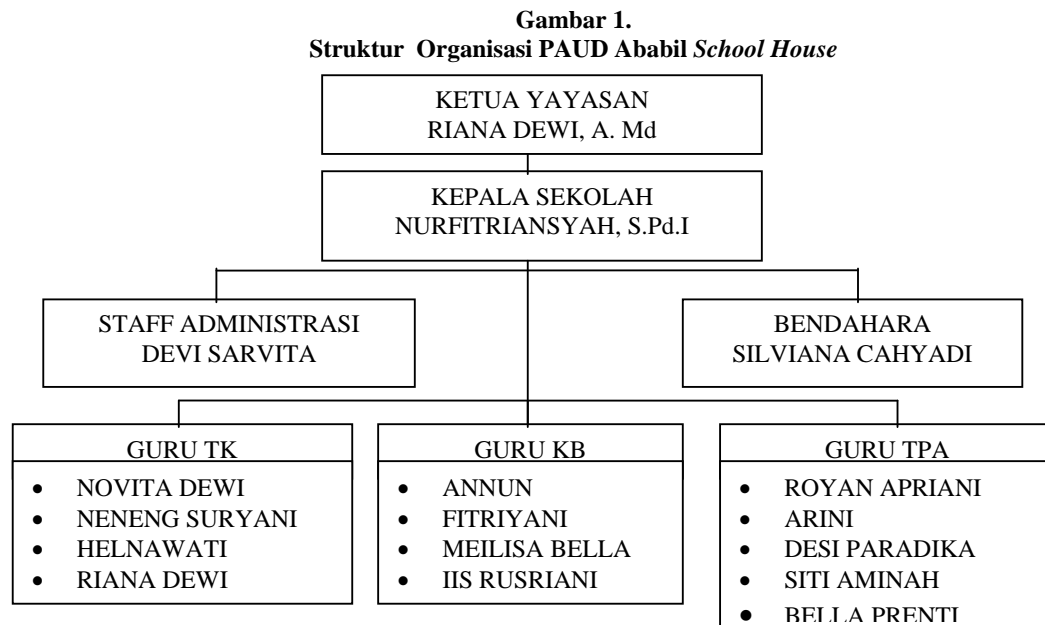 Gambar 1.
Struktur Organisasi PAUD Ababil School House
KETUA YAYASAN
RIANA DEWI, A. Md
KEPALA SEKOLAH
NURFITRIANSYAH, S.Pd.I
STAFF ADMINISTRASI
DEVI SARVITA
BENDAHARA
SILVIANA CAHYADI
GURU TK
• NOVITA DEWI
• NENENG SURYANI
• HELNAWATI
• RIANA DEWI
GURU KB
• ANNUN
• FITRIYANI
• MEILISA BELLA
• IIS RUSRIANI
GURU TPA
• ROYAN APRIANI
• ARINI
• DESI PARADIKA
• SITI AMINAH
• BELLA PRENTI